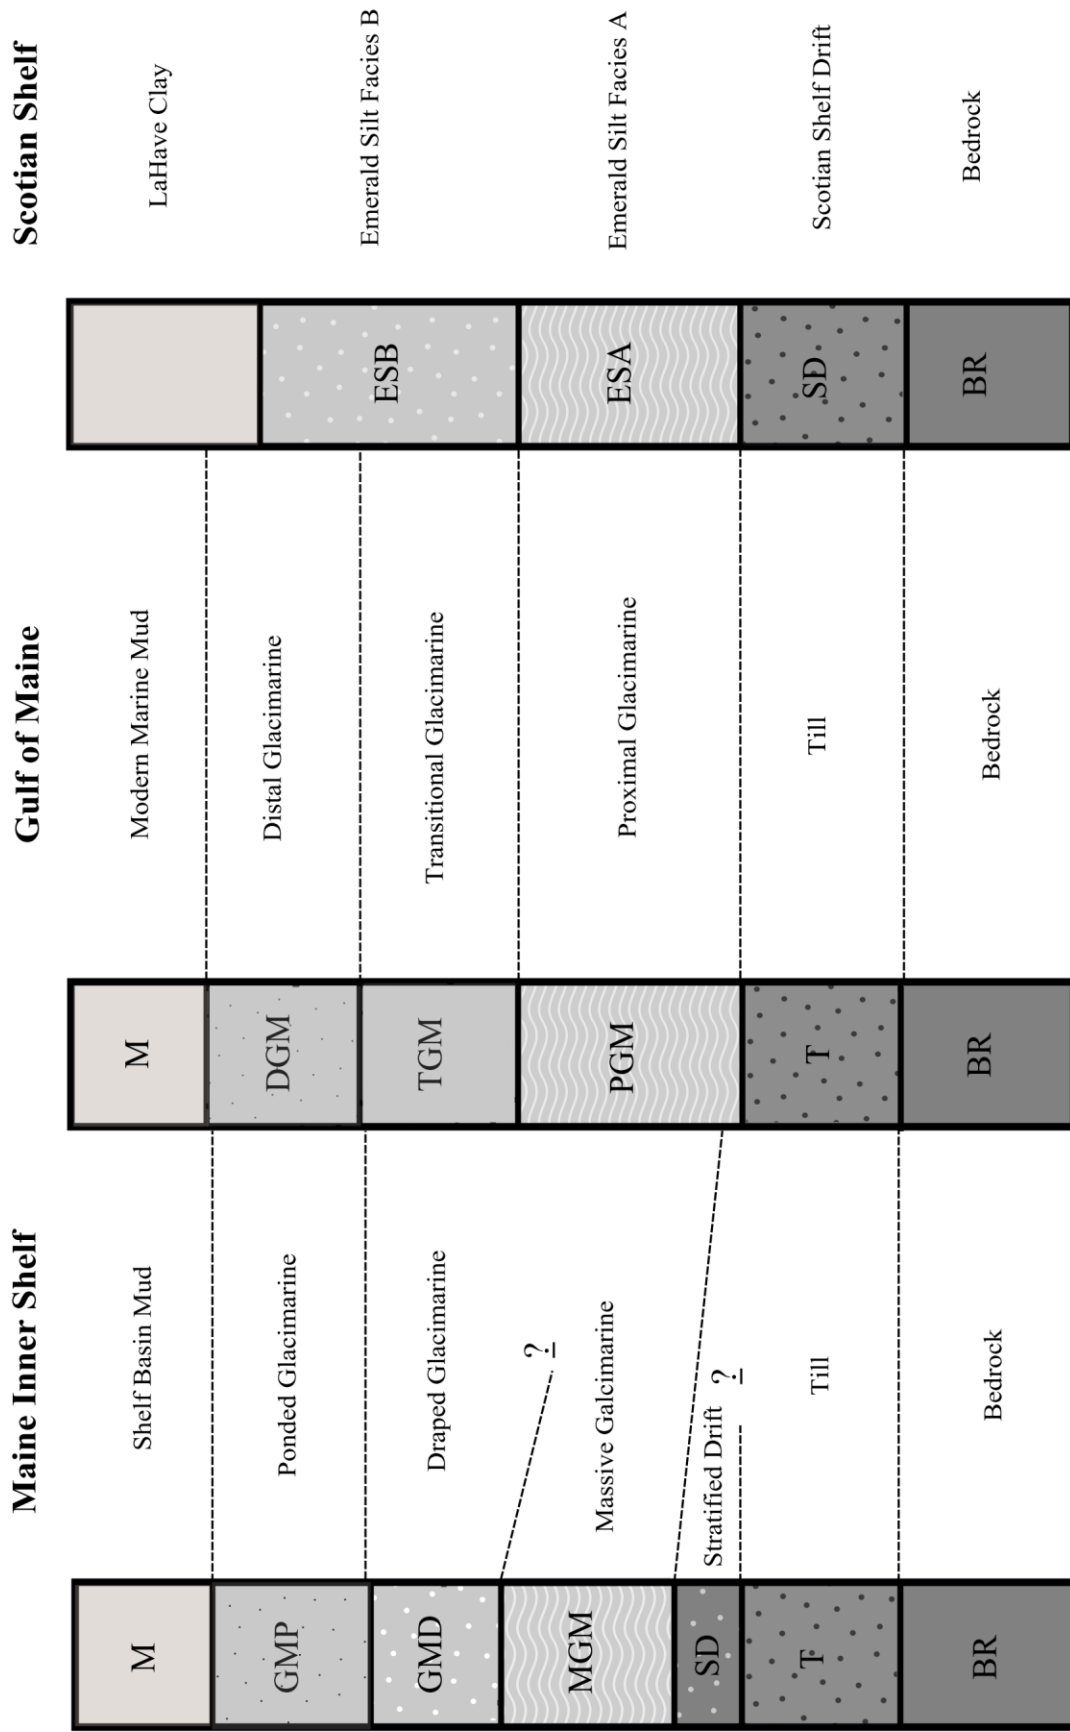 Maine Inner Shelf
Gulf of Maine
Scotian Shelf
M
GMP
GMD
MGM
SD
T
BR
Shelf Basin Mud
Ponded Glacimarine
Draped Glacimarine
?
Massive Galcimarine
Stratified Drift
?
Till
Bedrock
M
DGM
TGM
PGM
T
BR
Modern Marine Mud
Distal Glacimarine
Transitional Glacimarine
Proximal Glacimarine
Till
Bedrock
ESB
ESA
SD
BR
LaHave Clay
Emerald Silt Facies B
Emerald Silt Facies A
Scotian Shelf Drift
Bedrock